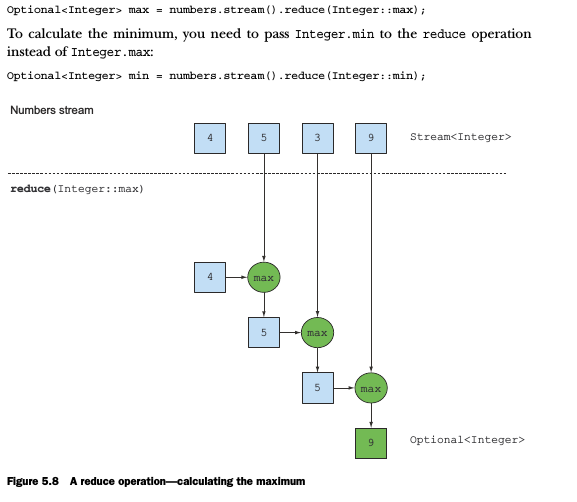 Optional<Integer> max = numbers.stream().reduce(Integer::max);
To calculate the minimum, you need to pass Integer.min to the reduce operation
instead of Integer.max:
Optional<Integer> min = numbers.stream().reduce(Integer::min);
Numbers stream
4 5 3 9 Stream<Integer>
reduce(Integer::max)
4 max
5 max
5 max
9 Optional<Integer>
Figure 5.8 A reduce operation—calculating the maximum